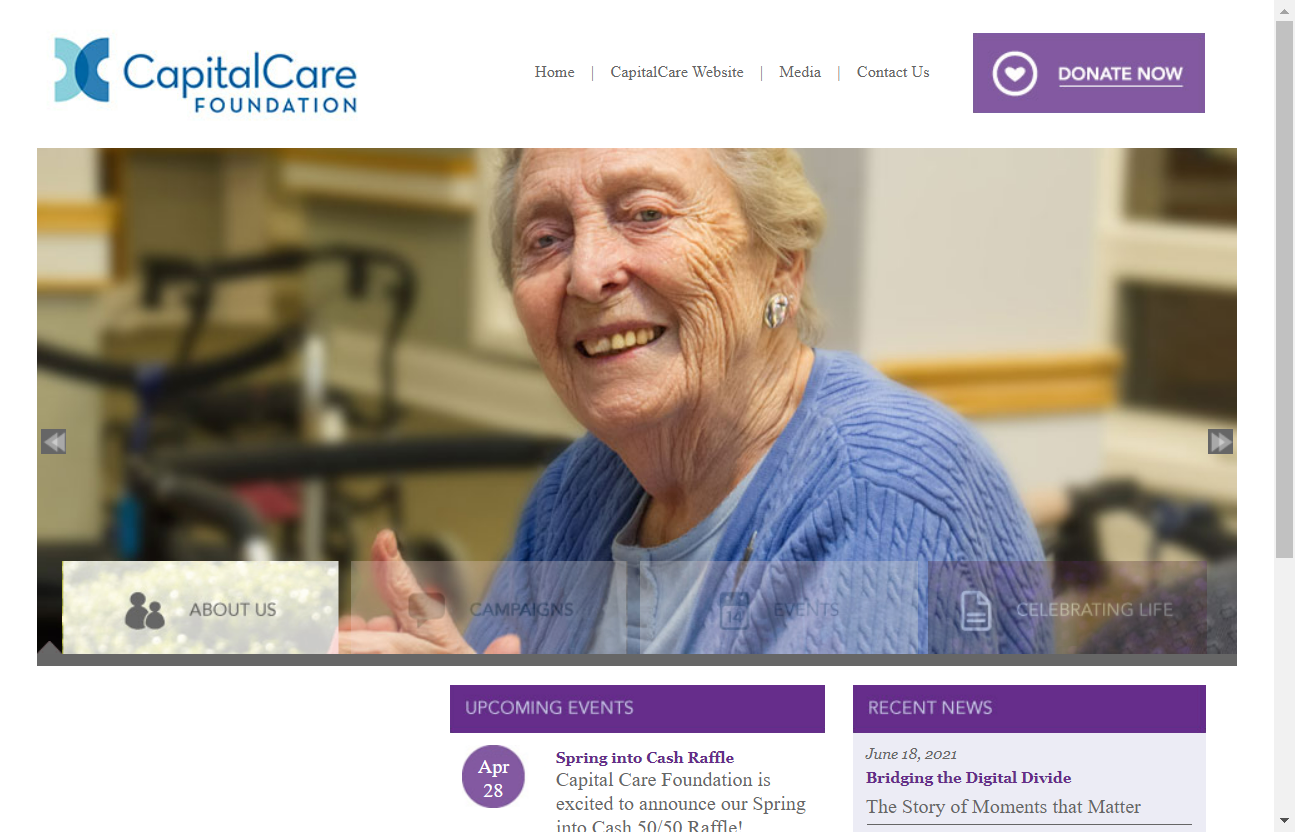 CapitalCare
FOUNDATION
Home | CapitalCare Website | Media | Contact Us
DONATE NOW
ABOUT US
CAMPAIGNS
14
EVENTS
CELEBRATING LIFE
UPCOMING EVENTS
Apr
28
Spring into Cash Raffle
Capital Care Foundation is
excited to announce our Spring
into Cash 50/50 Raffle!
RECENT NEWS
June 18, 2021
Bridging the Digital Divide
The Story of Moments that Matter